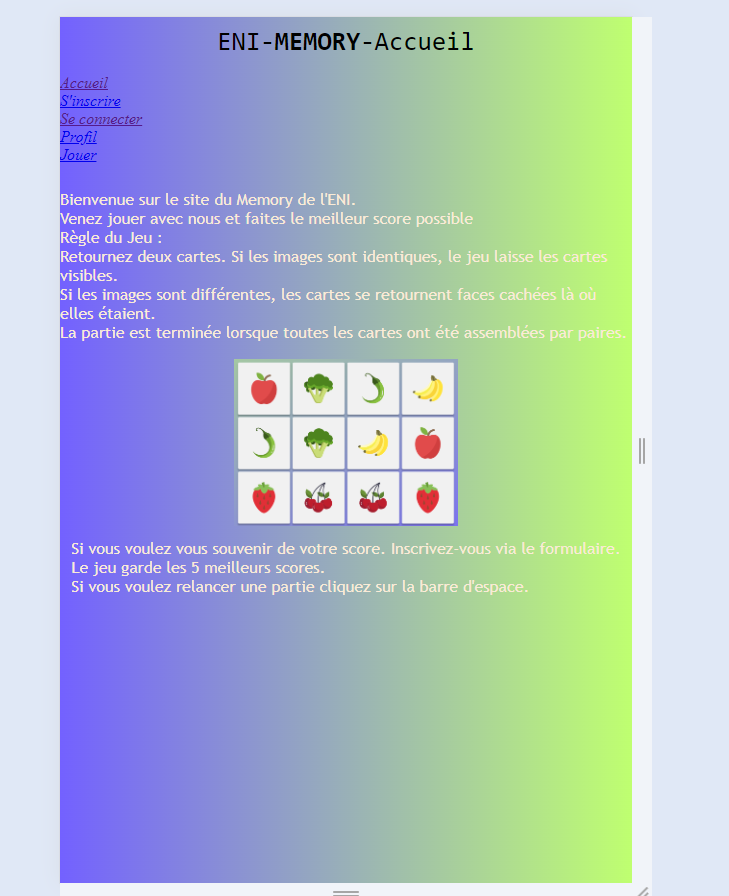 ENI-MEMORY-Accueil
Accueil
S'inscrire
Se connecter
Profil
Jouer
Bienvenue sur le site du Memory de l'ENI.
Venez jouer avec nous et faites le meilleur score possible
Règle du Jeu :
Retournez deux cartes. Si les images sont identiques, le jeu laisse les cartes
visibles.
Si les images sont différentes, les cartes se retournent faces cachées là où
elles étaient.
La partie est terminée lorsque toutes les cartes ont été assemblées par paires.
Si vous voulez vous souvenir de votre score. Inscrivez-vous via le formulaire.
Le jeu garde les 5 meilleurs scores.
Si vous voulez relancer une partie cliquez sur la barre d'espace.